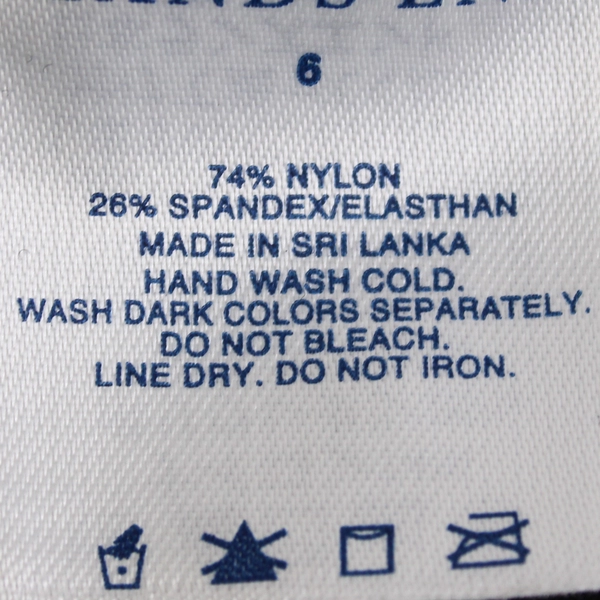 6
74% NYLON
26% SPANDEX/ELASTHAN
MADE IN SRI LANKA
HAND WASH COLD.
WASH DARK COLORS SEPARATELY.
DO NOT BLEACH.
LINE DRY. DO NOT IRON.